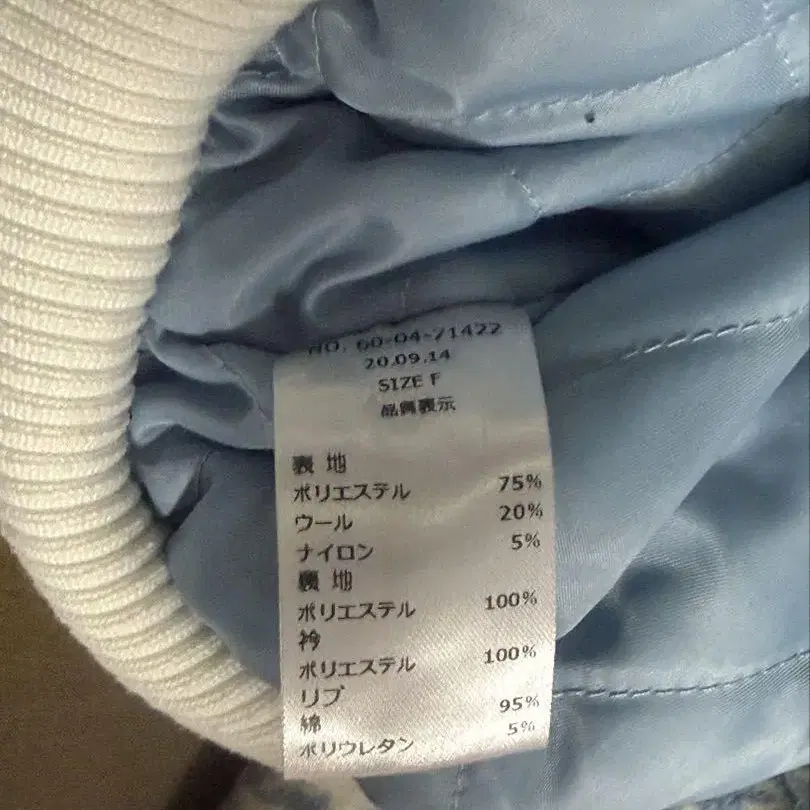 NO. 60-04-71422
20.09.14
SIZE F
品質表示
表 地
ポリエステル 75%
ウール 20%
ナイロン 5%
裏 地
ポリエステル 100%
衿
ポリエステル 100%
リブ
綿 95%
ポリウレタン 5%